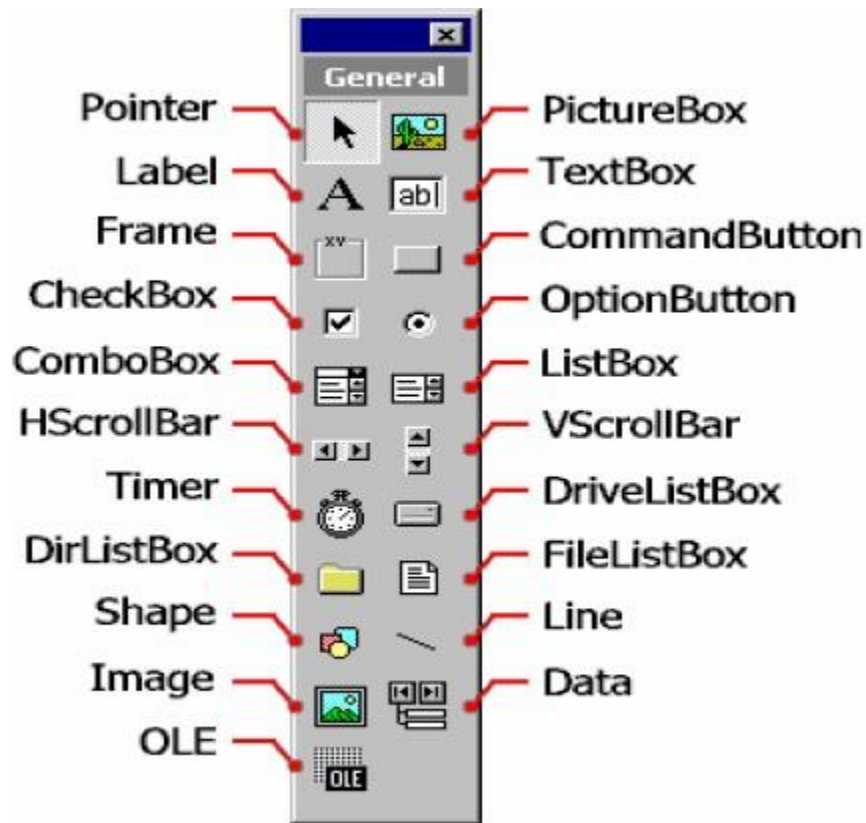 General
Pointer
PictureBox
Label
A
abl
TextBox
Frame
xv
CommandButton
CheckBox
OptionButton
ComboBox
ListBox
HScrollBar
VScrollBar
Timer
DriveListBox
DirListBox
FileListBox
Shape
Line
Image
Data
OLE
OLE